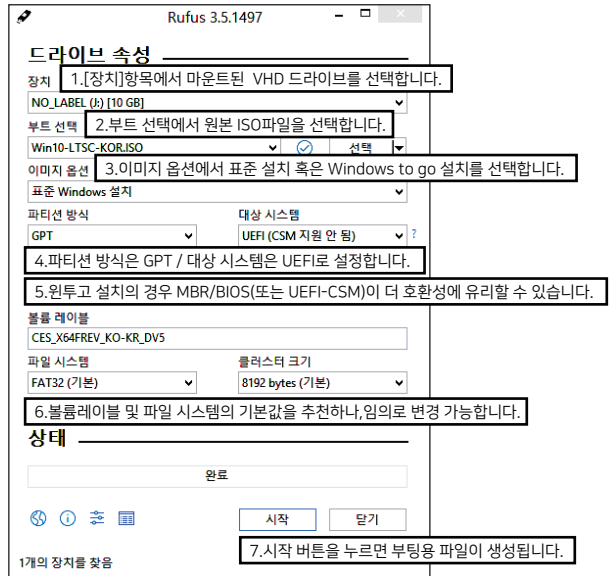 Rufus 3.5.1497
드라이브 속성
장치
1.[장치]항목에서 마운트된 VHD 드라이브를 선택합니다.
NO_LABEL (J:) [10 GB]
부트 선택
2.부트 선택에서 원본 ISO파일을 선택합니다.
Win10-LTSC-KOR.ISO
선택
이미지 옵션
3.이미지 옵션에서 표준 설치 혹은 Windows to go 설치를 선택합니다.
표준 Windows 설치
파티션 방식
대상 시스템
GPT
UEFI (CSM 지원 안 됨)
?
4.파티션 방식은 GPT / 대상 시스템은 UEFI로 설정합니다.
5.윈투고 설치의 경우 MBR/BIOS(또는 UEFI-CSM)이 더 호환성에 유리할 수 있습니다.
볼륨 레이블
CES_X64FREV_KO-KR_DV5
파일 시스템
클러스터 크기
FAT32 (기본)
8192 bytes (기본)
6.볼륨레이블 및 파일 시스템의 기본값을 추천하나,임의로 변경 가능합니다.
상태
완료
시작
닫기
7.시작 버튼을 누르면 부팅용 파일이 생성됩니다.
1개의 장치를 찾음